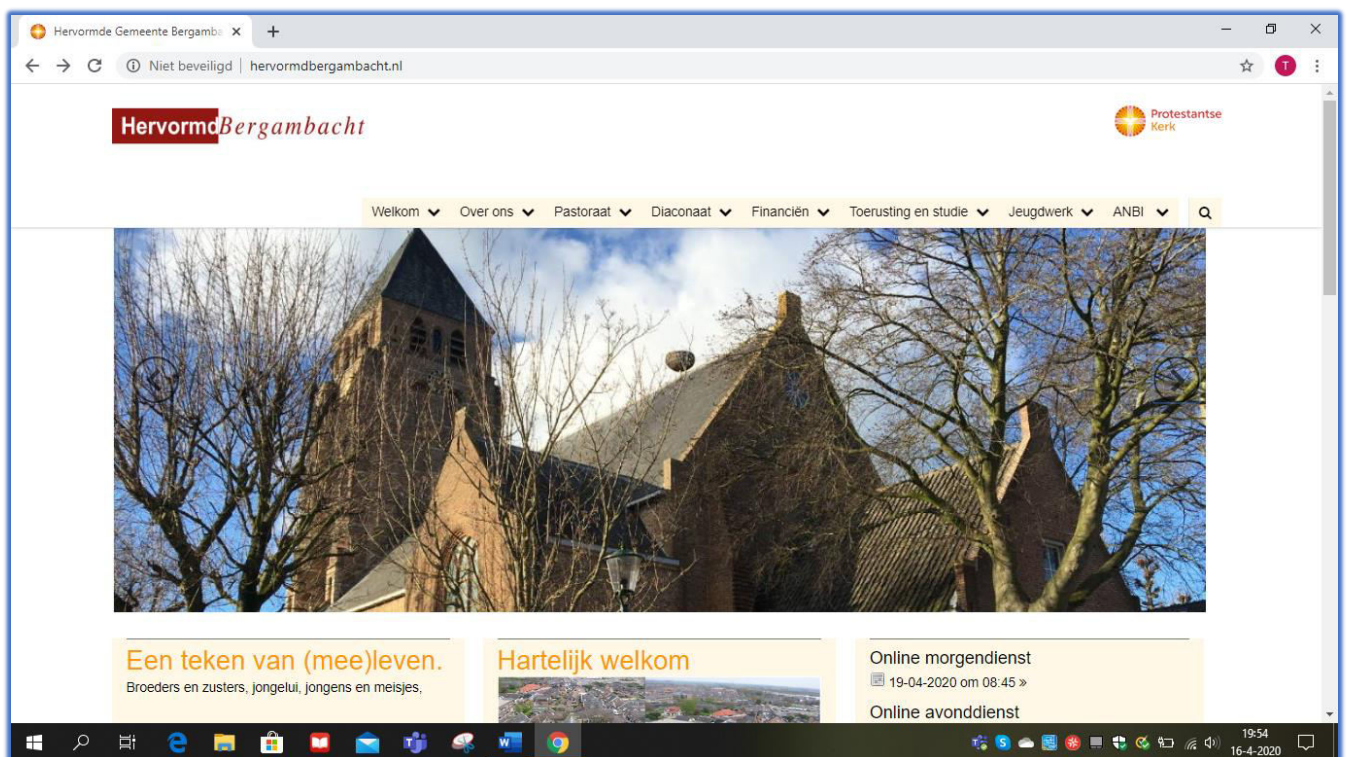 Hervormde Gemeente Bergamba
Niet beveiligd | hervormdbergambacht.nl
T
HervormdBergambacht
Protestantse
Kerk
Welkom Over ons Pastoraat Diaconaat Financiën Toerusting en studie Jeugdwerk ANBI
Een teken van (mee)leven.
Broeders en zusters, jongelui, jongens en meisjes,
Hartelijk welkom
Online morgendienst
19-04-2020 om 08:45 »
Online avonddienst
19:54
16-4-2020